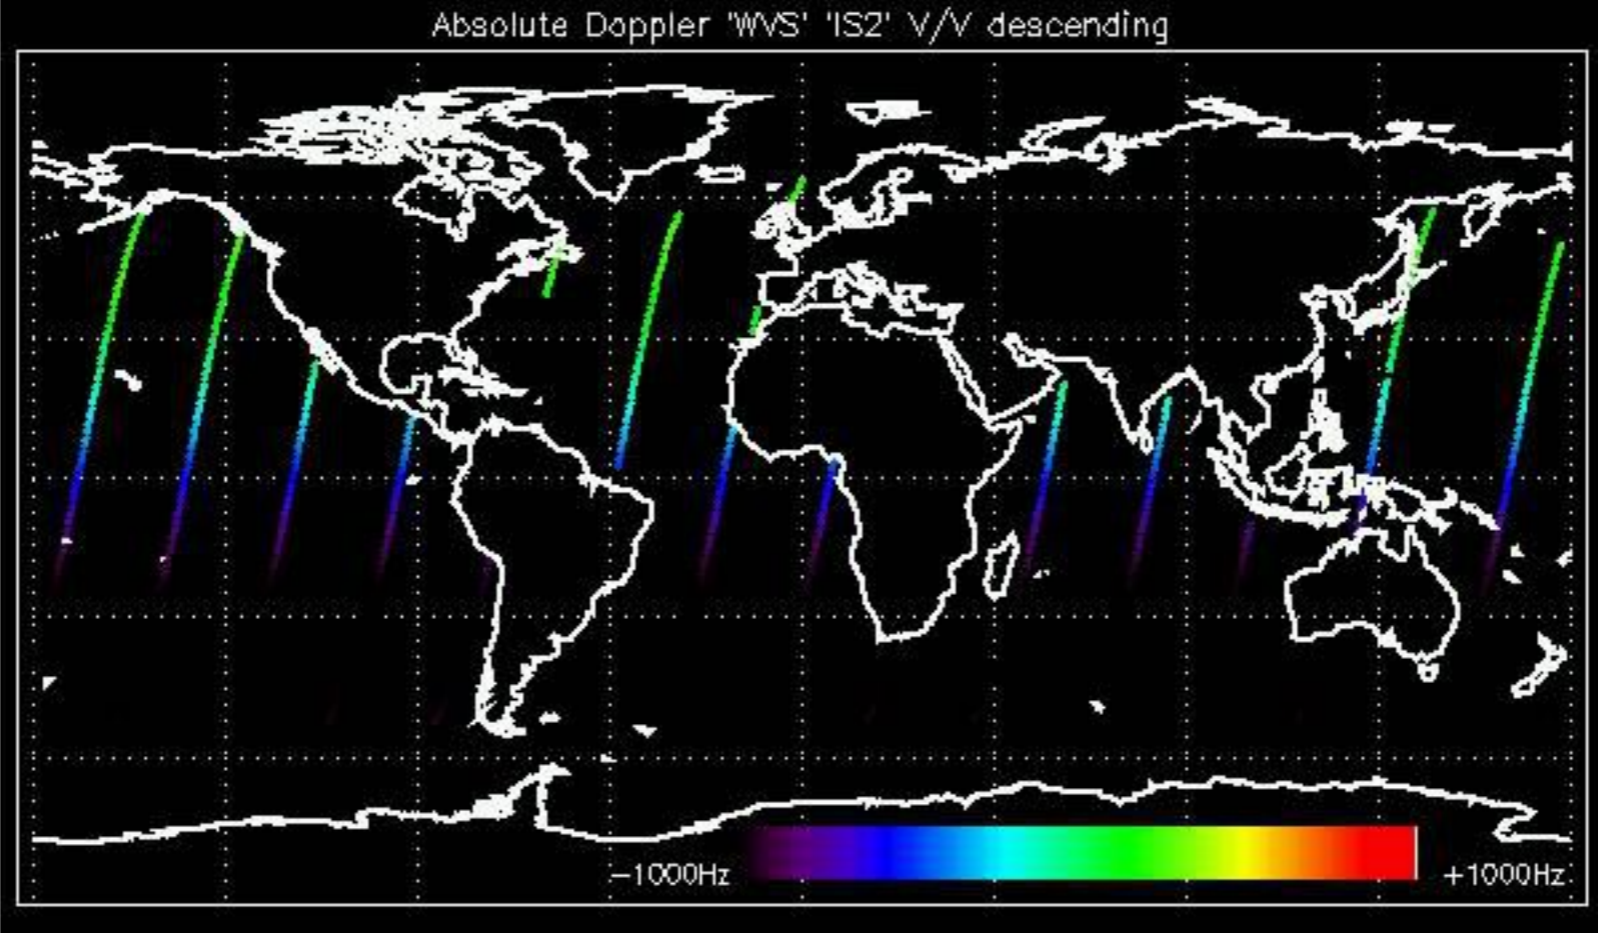 Absolute Doppler 'WVS' 'IS2' V/V descending
-1000Hz +1000Hz